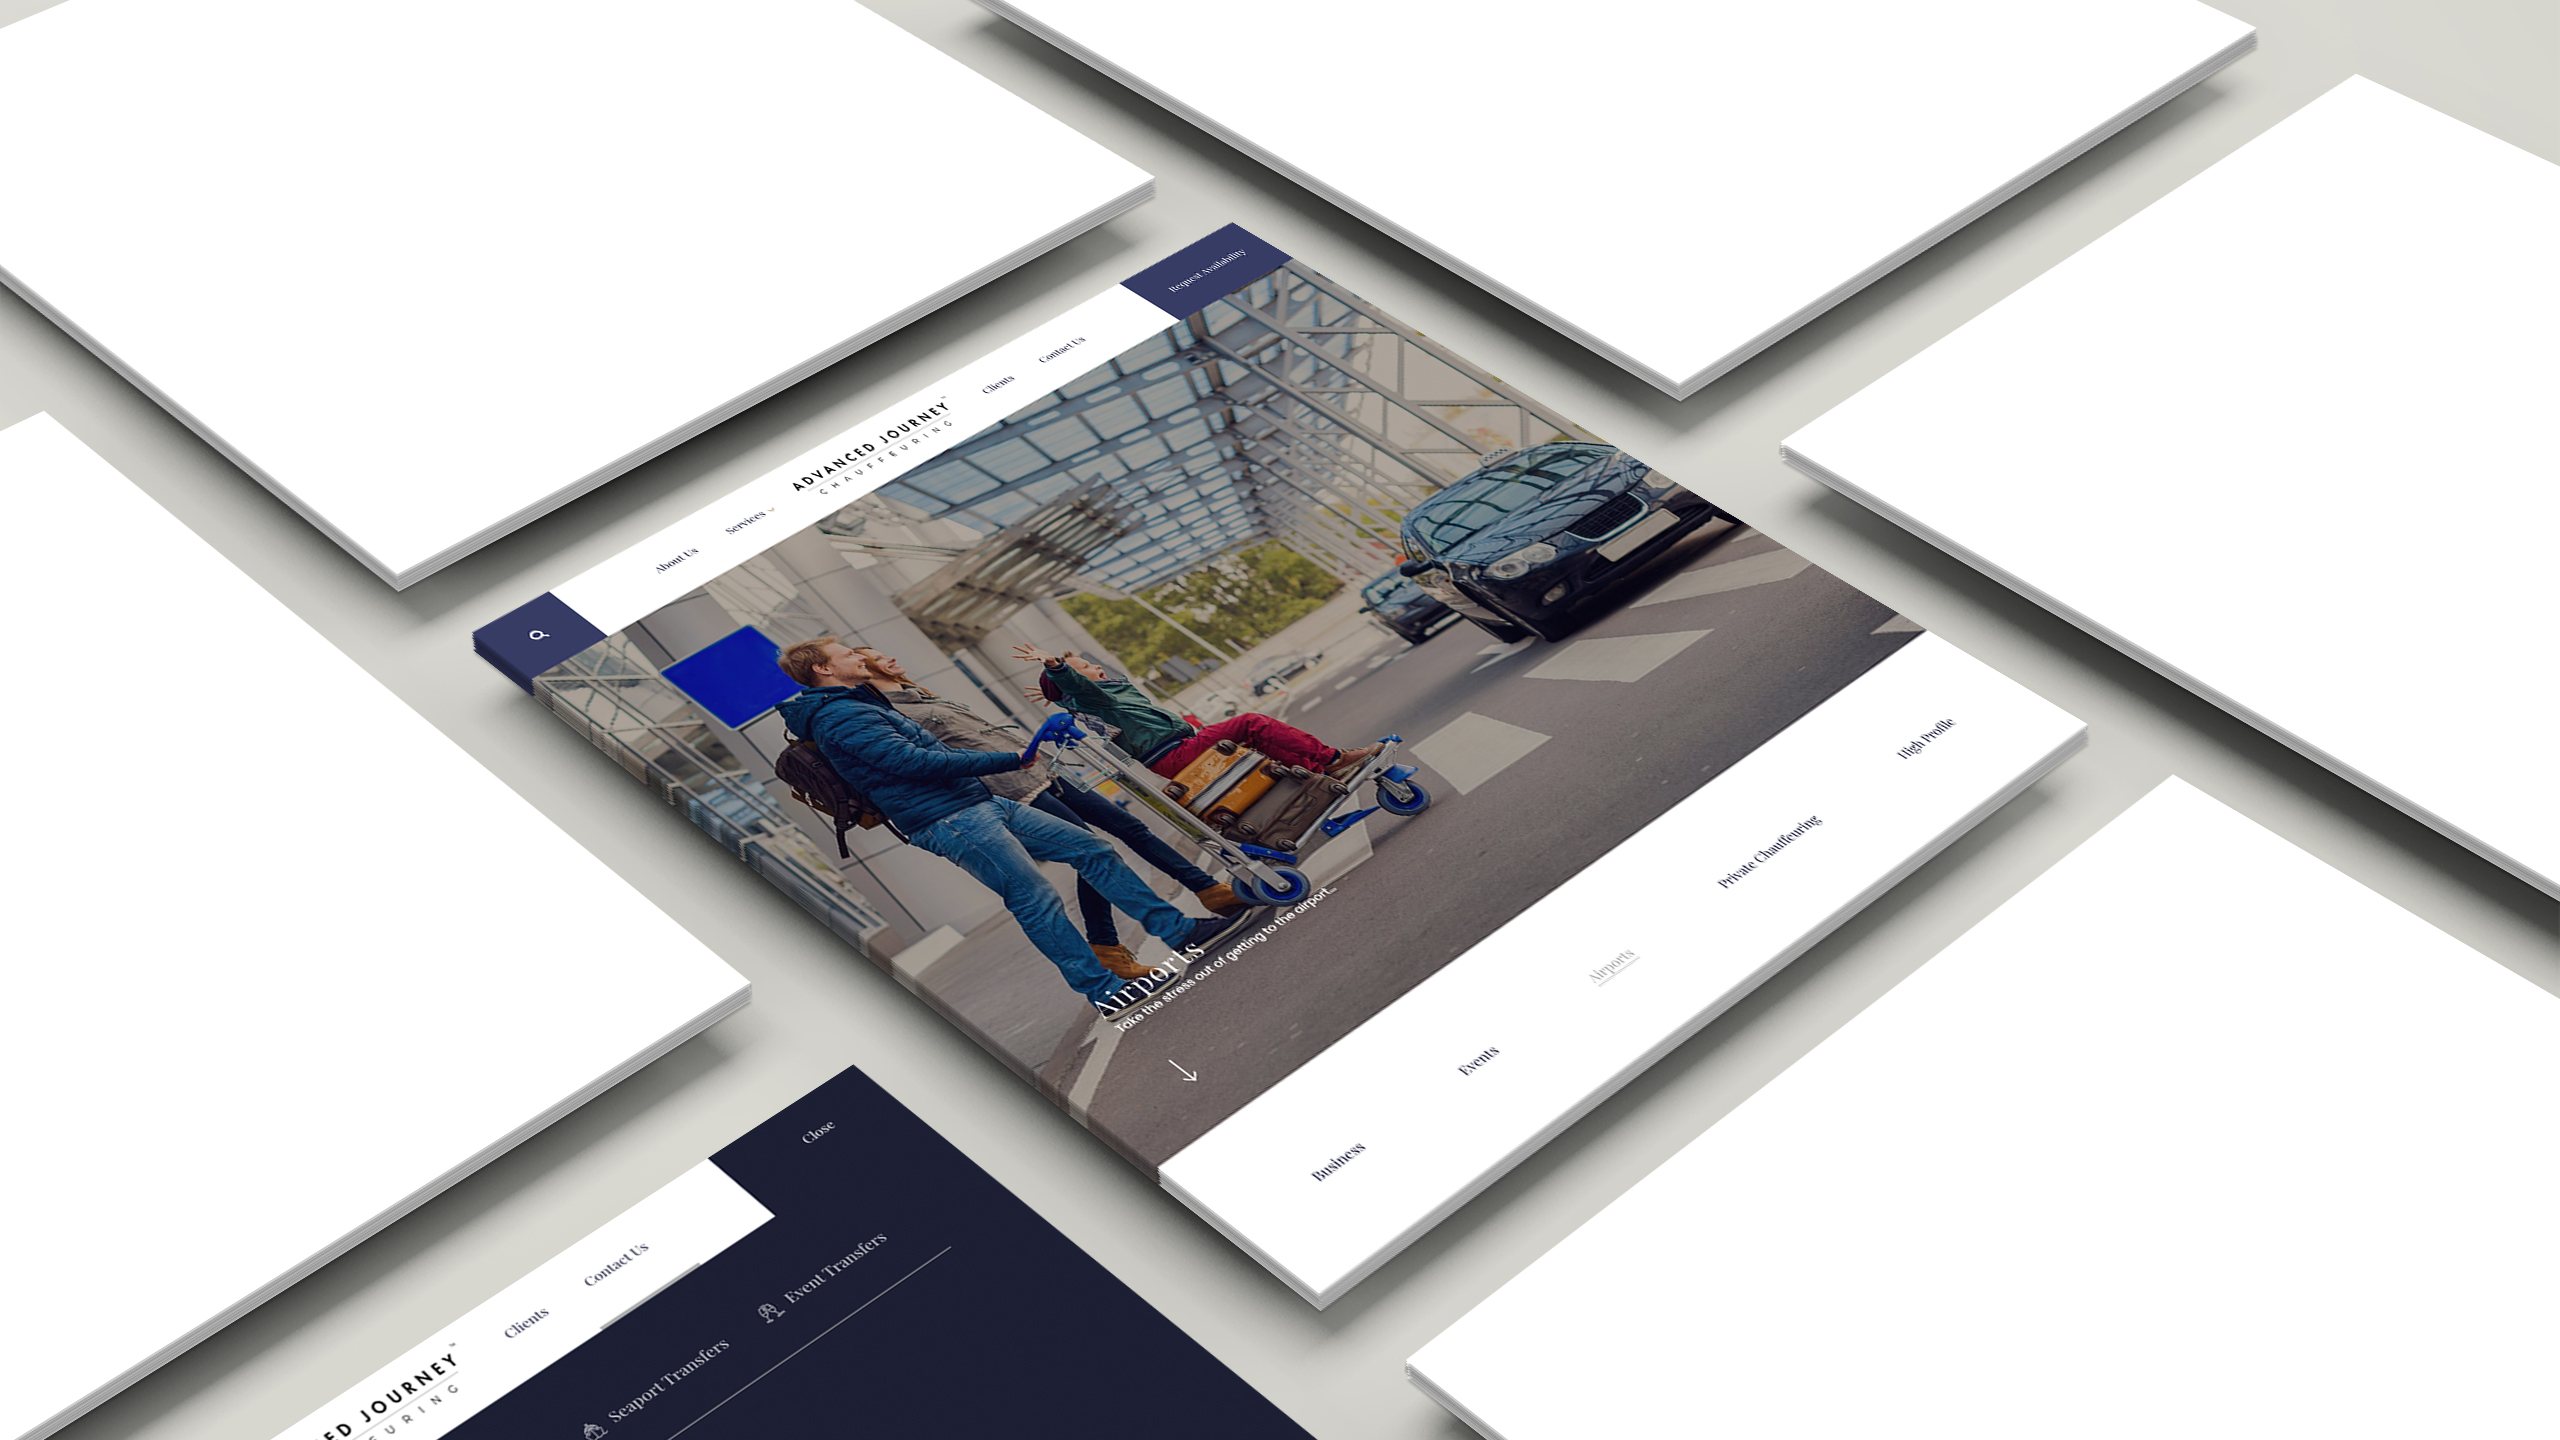 Request Availability
About Us
Services
ADVANCED JOURNEY™
CHAUFFEURING
Clients
Contact Us
Airports
Take the stress out of getting to the airport...
Business
Events
Airports
Private Chauffeuring
High Profile
Close
ED JOURNEY™
EURING
Clients
Contact Us
Seaport Transfers
Event Transfers